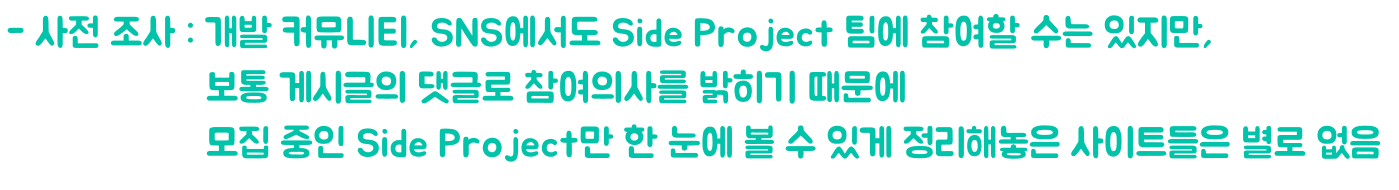 - 사전 조사 : 개발 커뮤니티, SNS에서도 Side Project 팀에 참여할 수는 있지만,
보통 게시글의 댓글로 참여의사를 밝히기 때문에
모집 중인 Side Project만 한 눈에 볼 수 있게 정리해놓은 사이트들은 별로 없음